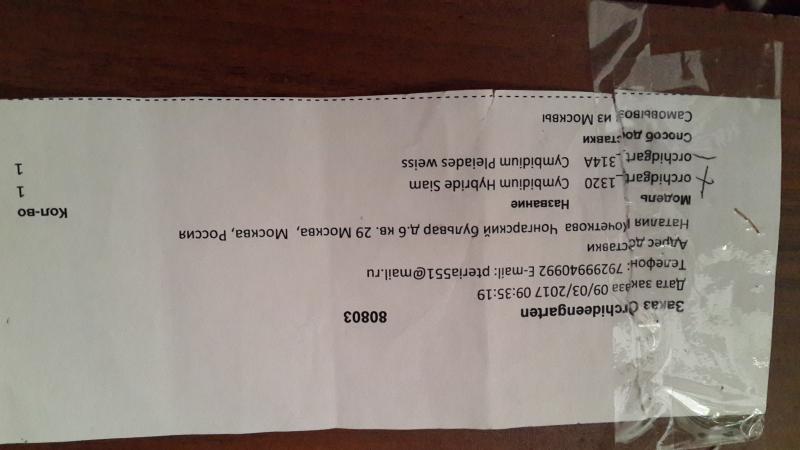 Заказ Orchideengarten 80803
Дата заказа 09/03/2017 09:35:19
Телефон: 79299940992 E-mail: pteria551@mail.ru
Адрес доставки
Наталия Кочеткова Чонгарский бульвар д.6 кв. 29 Москва, Москва, Россия
Модель Название Кол-во
orchidgart_1320 Cymbidium Hybride Siam 1
orchidgart_314A Cymbidium Pleiades weiss 1
Способ доставки
Самовывоз из Москвы